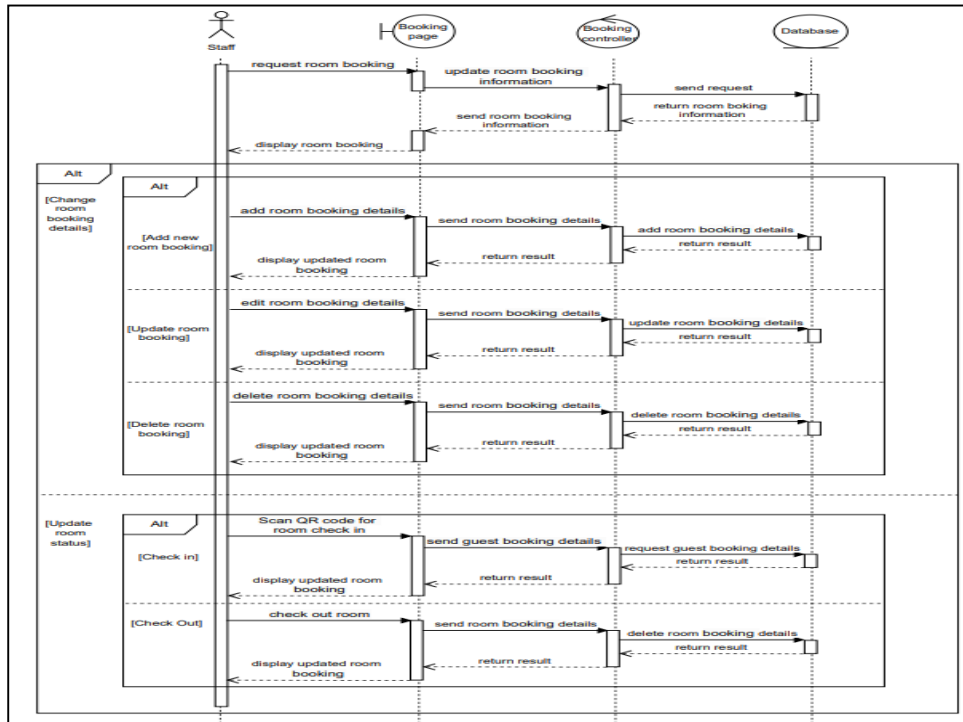 Staff
Booking
page
Booking
controller
Database
request room booking
update room booking
information
send request
return room boking
information
send room booking
information
display room booking
Alt
[Change
room
booking
details]
Alt
[Add new
room booking]
add room booking details
send room booking details
add room booking details
return result
return result
display updated room
booking
[Update room
booking]
edit room booking details
send room booking details
update room booking details
return result
return result
display updated room
booking
[Delete room
booking]
delete room booking details
send room booking details
delete room booking details
return result
return result
display updated room
booking
[Update
room
status]
Alt
[Check in]
Scan QR code for
room check in
send guest booking details
request guest booking details
return result
return result
display updated room
booking
[Check Out]
check out room
send room booking details
delete room booking details
return result
return result
display updated room
booking